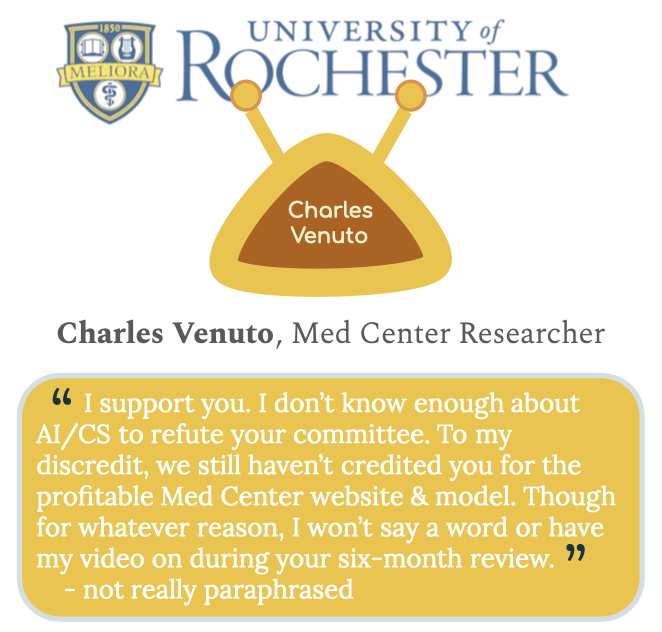 1850
MELIORA
UNIVERSITY of
ROCHESTER
Charles
Venuto
Charles Venuto, Med Center Researcher
“ I support you. I don’t know enough about
AI/CS to refute your committee. To my
discredit, we still haven’t credited you for the
profitable Med Center website & model. Though
for whatever reason, I won’t say a word or have
my video on during your six-month review. ”
- not really paraphrased